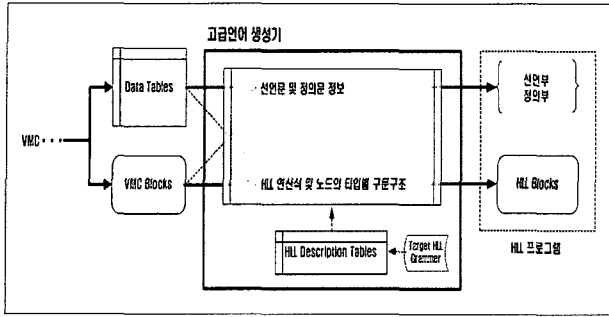 고급언어 생성기
Data Tables
선언문 및 정의문 정보
선언부
정의부
VMC
VMC Blocks
HLL 연산식 및 노드의 타입별 구문구조
HLL Blocks
HLL Description Tables
Target HLL
Grammer
HLL 프로그램